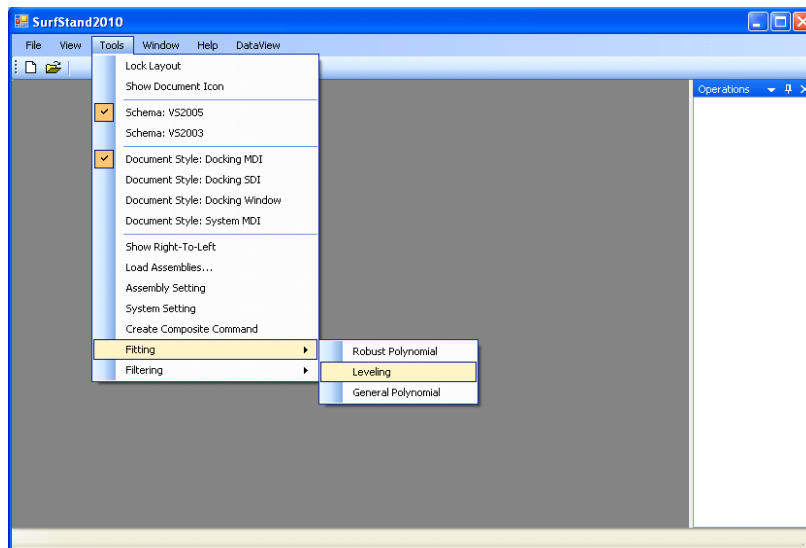 SurfStand2010
File View Tools Window Help DataView
Lock Layout
Show Document Icon
Operations
Schema: VS2005
Schema: VS2003
Document Style: Docking MDI
Document Style: Docking SDI
Document Style: Docking Window
Document Style: System MDI
Show Right-To-Left
Load Assemblies...
Assembly Setting
System Setting
Create Composite Command
Fitting
Filtering
Robust Polynomial
Leveling
General Polynomial